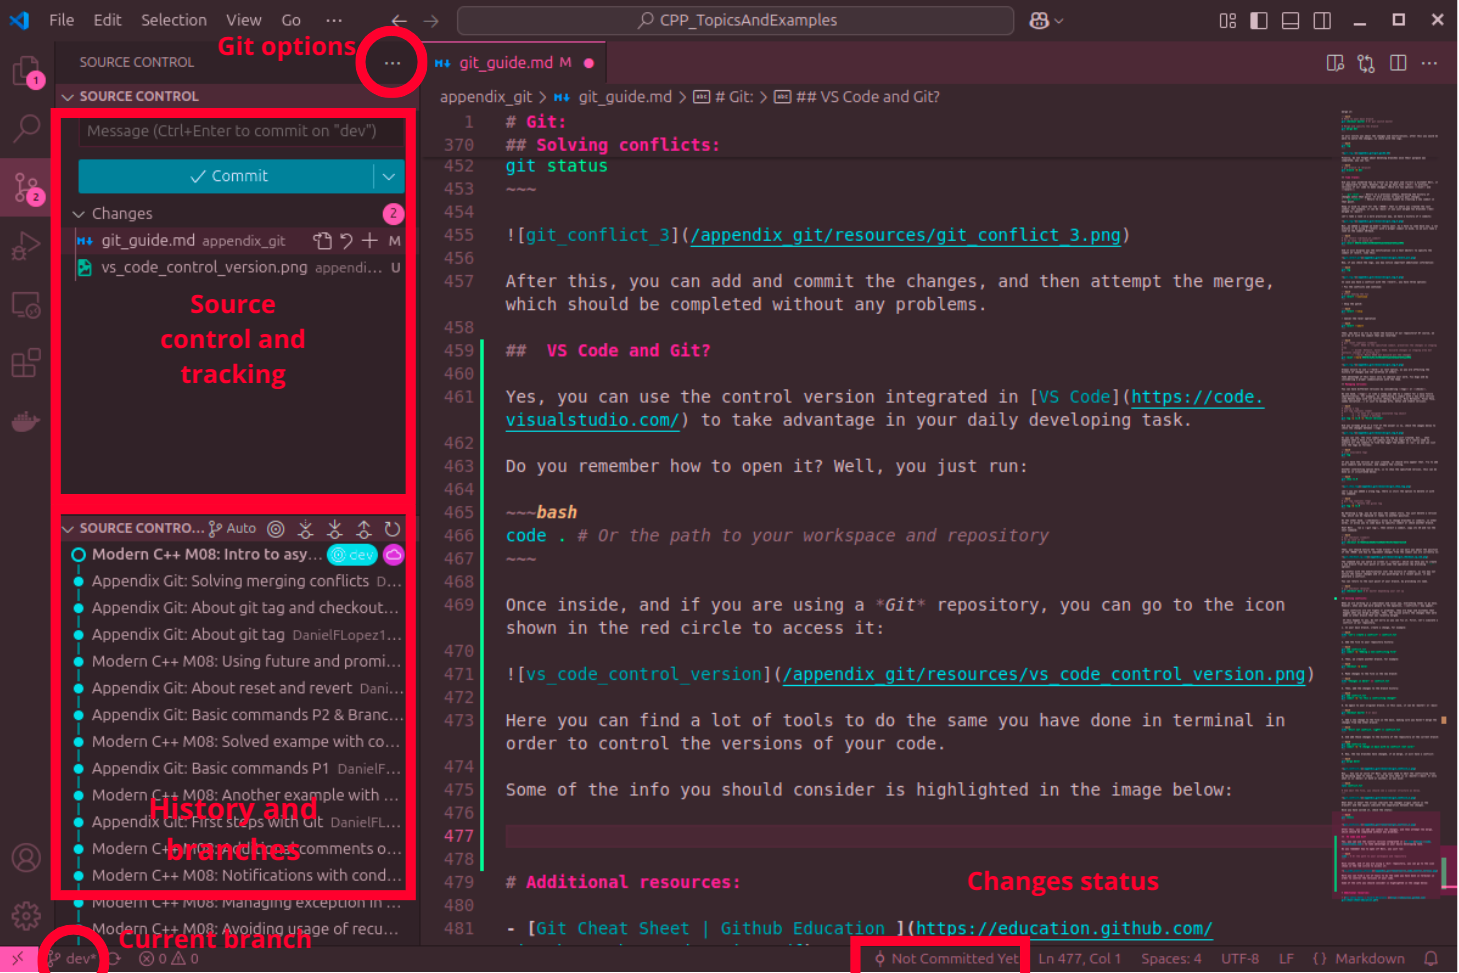 File Edit Selection View Go ··· CPP_TopicsAndExamples
Git options
SOURCE CONTROL ···
git_guide.md M
1
SOURCE CONTROL
appendix_git > git_guide.md > # Git: > ## VS Code and Git?
Message (Ctrl+Enter to commit on "dev")
Commit
2
Changes 2
git_guide.md appendix_git M
vs_code_control_version.png appendi... U
Source
control and
tracking
SOURCE CONTRO... Auto
Modern C++ M08: Intro to asy... dev
Appendix Git: Solving merging conflicts D...
Appendix Git: About git tag and checkout...
Appendix Git: About git tag DanielFLopez1...
Modern C++ M08: Using future and promi...
Appendix Git: About reset and revert Dani...
Appendix Git: Basic commands P2 & Branc...
Modern C++ M08: Solved exampe with co...
Appendix Git: Basic commands P1 DanielF...
Modern C++ M08: Another example with ...
Appendix Git: First steps with Git DanielFL...
Modern C++ M08: Additional comments o...
Modern C++ M08: Notifications with cond...
Modern C++ M08: Managing exception in ...
Modern C++ M08: Avoiding usage of recu...
History and
branches
Current branch
1 # Git:
370 ## Solving conflicts:
452 git status
453 ~~~
454
455 ![git_conflict_3](/appendix_git/resources/git_conflict_3.png)
456
457 After this, you can add and commit the changes, and then attempt the merge,
which should be completed without any problems.
458
459 ##  VS Code and Git?
460
461 Yes, you can use the control version integrated in [VS Code](https://code.
visualstudio.com/) to take advantage in your daily developing task.
462
463 Do you remember how to open it? Well, you just run:
464
465 ~~~bash
466 code . # Or the path to your workspace and repository
467 ~~~
468
469 Once inside, and if you are using a *Git* repository, you can go to the icon
shown in the red circle to access it:
470
471 ![vs_code_control_version](/appendix_git/resources/vs_code_control_version.png)
472
473 Here you can find a lot of tools to do the same you have done in terminal in
order to control the versions of your code.
474
475 Some of the info you should consider is highlighted in the image below:
476
477
478
479 # Additional resources:
480
481 - [Git Cheat Sheet | Github Education ](https://education.github.com/
Changes status
dev* 0 0 Not Committed Yet Ln 477, Col 1 Spaces: 4 UTF-8 LF {} Markdown